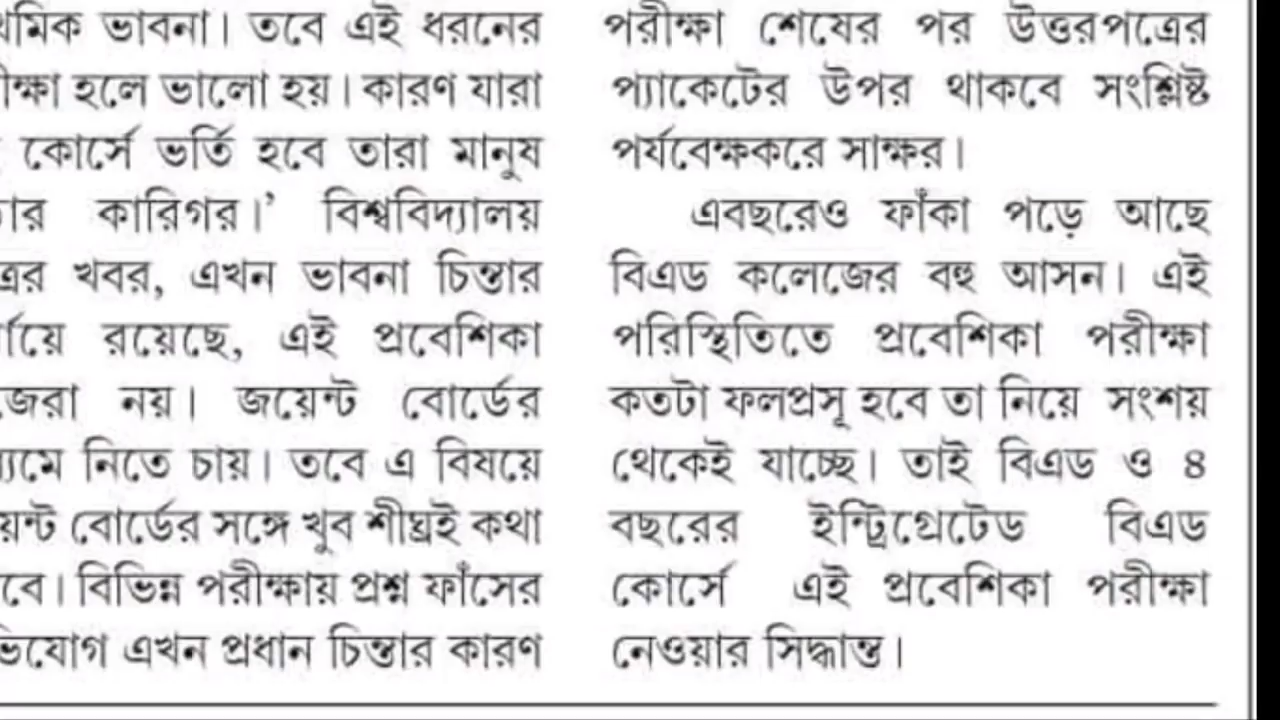 ভাবনা। তবে এই ধরনের
হলে ভালো হয়। কারণ যারা
কোর্সে ভর্তি হবে তারা মানুষ
কারিগর।’ বিশ্ববিদ্যালয়
খবর, এখন ভাবনা চিন্তার
রয়েছে, এই প্রবেশিকা
নয়। জয়েন্ট বোর্ডের
নিতে চায়। তবে এ বিষয়ে
বোর্ডের সঙ্গে খুব শীঘ্রই কথা
বিভিন্ন পরীক্ষায় প্রশ্ন ফাঁসের
এখন প্রধান চিন্তার কারণ
পরীক্ষা শেষের পর উত্তরপত্রের
প্যাকেটের উপর থাকবে সংশ্লিষ্ট
পর্যবেক্ষকরে সাক্ষর।
এবছরেও ফাঁকা পড়ে আছে
বিএড কলেজের বহু আসন। এই
পরিস্থিতিতে প্রবেশিকা পরীক্ষা
কতটা ফলপ্রসূ হবে তা নিয়ে সংশয়
থেকেই যাচ্ছে। তাই বিএড ও ৪
বছরের ইন্ট্রিগ্রেটেড বিএড
কোর্সে এই প্রবেশিকা পরীক্ষা
নেওয়ার সিদ্ধান্ত।